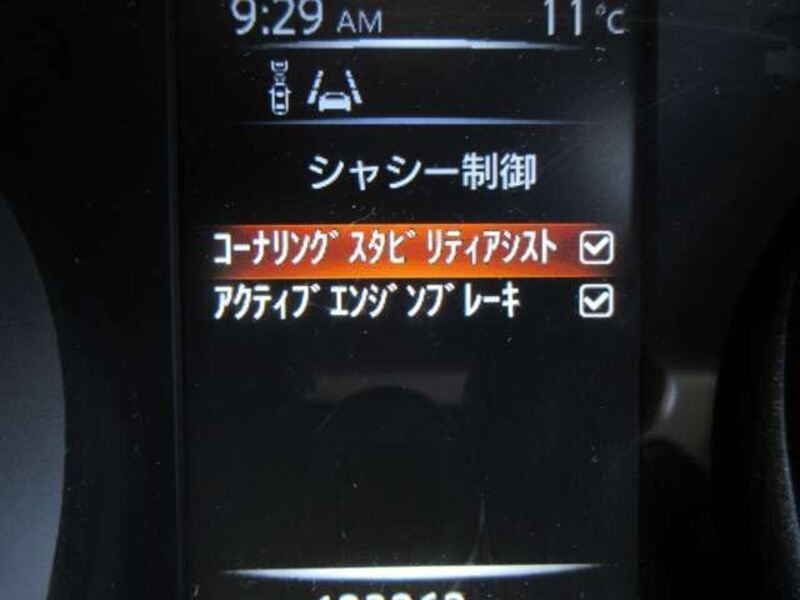 9:29 AM 11°C
シャシー制御
コーナリングスタビリティアシスト
アクティブエンジンブレーキ